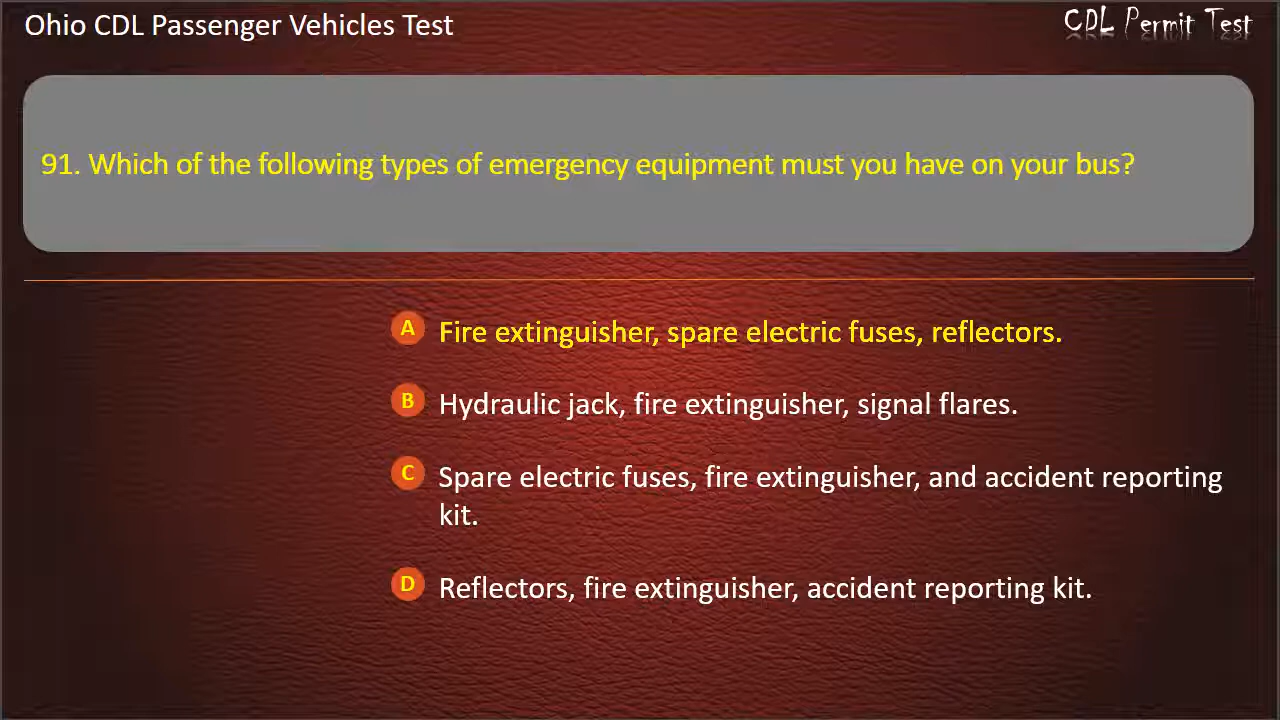 Ohio CDL Passenger Vehicles Test
CDL Permit Test
91. Which of the following types of emergency equipment must you have on your bus?
A Fire extinguisher, spare electric fuses, reflectors.
B Hydraulic jack, fire extinguisher, signal flares.
C Spare electric fuses, fire extinguisher, and accident reporting
kit.
D Reflectors, fire extinguisher, accident reporting kit.